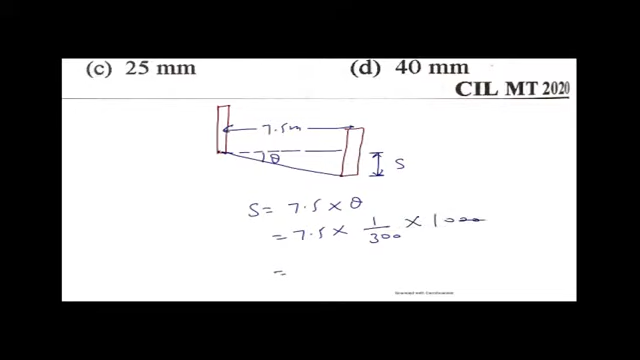 (c) 25 mm (d) 40 mm
CIL MT 2020
7.5m
θ
S
S = 7.5 × θ
= 7.5 × 1/300 × 1000
=